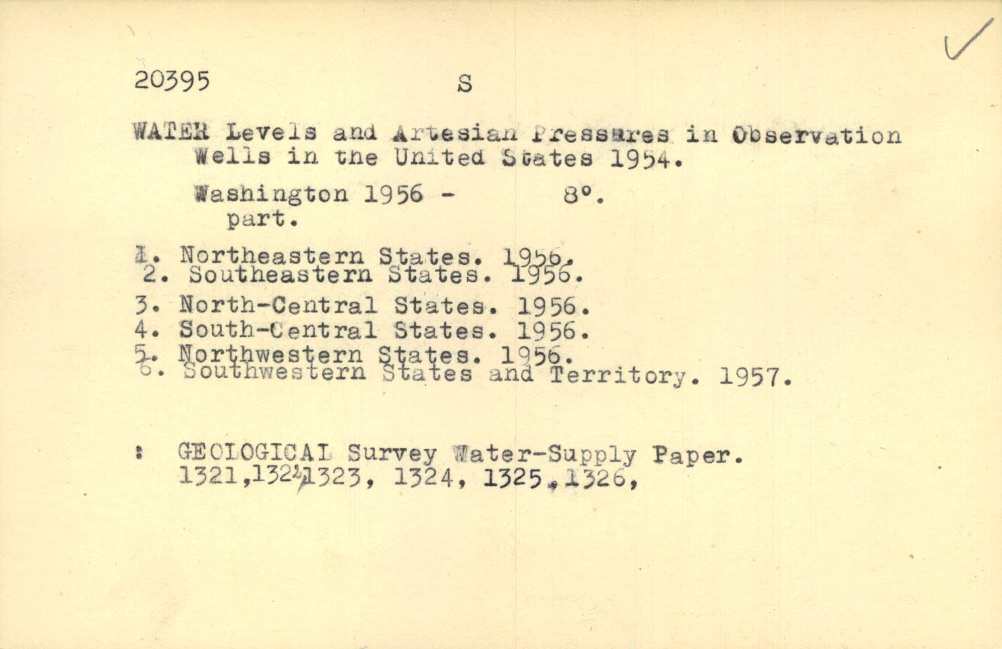 20395 S
WATER Levels and Artesian Pressures in Observation
Wells in the United States 1954.
Washington 1956 - 8°.
part.
1. Northeastern States. 1956.
2. Southeastern States. 1956.
3. North-Central States. 1956.
4. South-Central States. 1956.
5. Northwestern States. 1956.
6. Southwestern States and Territory. 1957.
: GEOLOGICAL Survey Water-Supply Paper.
1321,1322,1323, 1324, 1325, 1326,